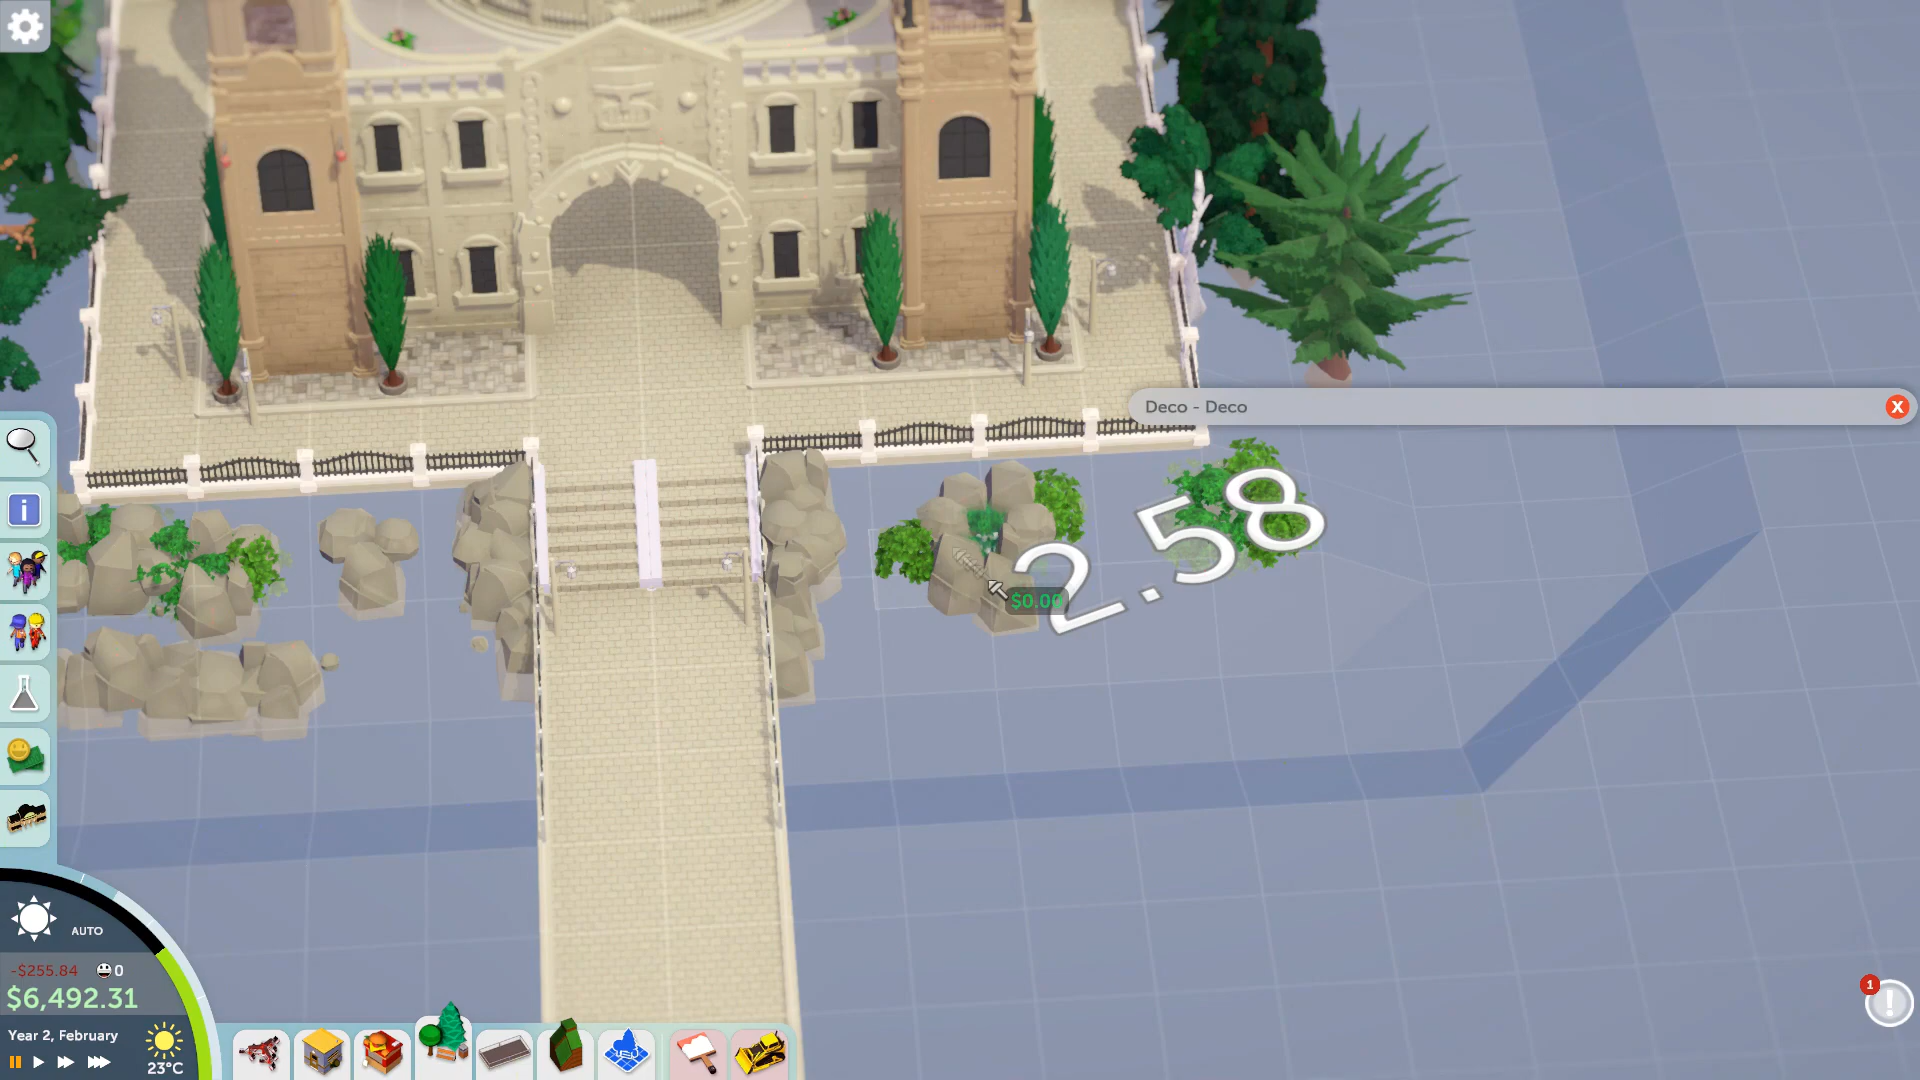 Deco - Deco
X
2.58
$0.00
i
AUTO
-$255.84
0
$6,492.31
Year 2, February
23°C
1
!